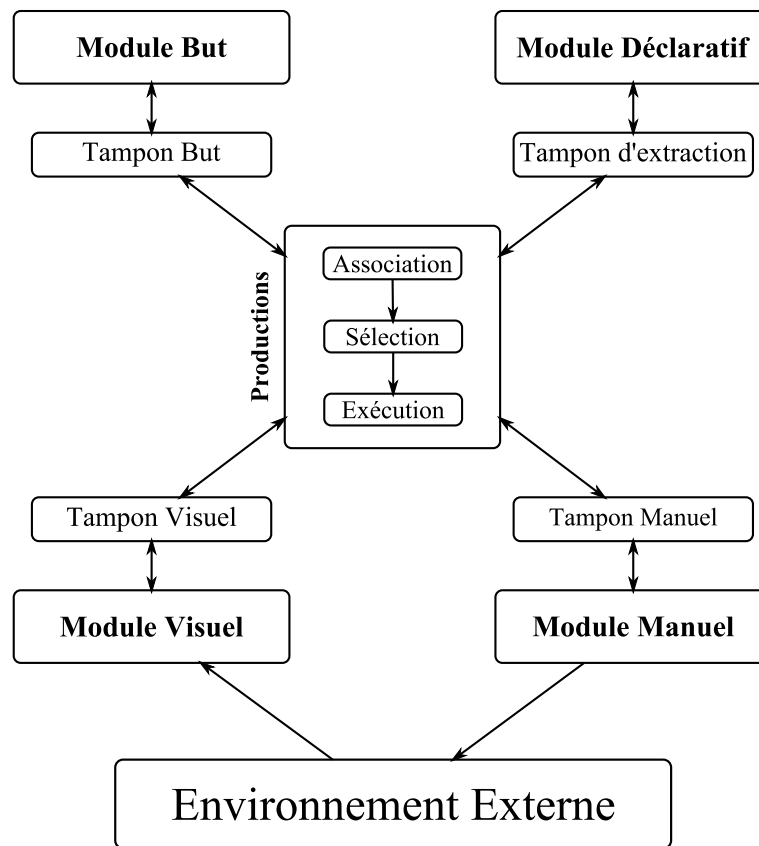 Module But
Module Déclaratif
Tampon But
Tampon d'extraction
Productions
Association
Sélection
Exécution
Tampon Visuel
Tampon Manuel
Module Visuel
Module Manuel
Environnement Externe